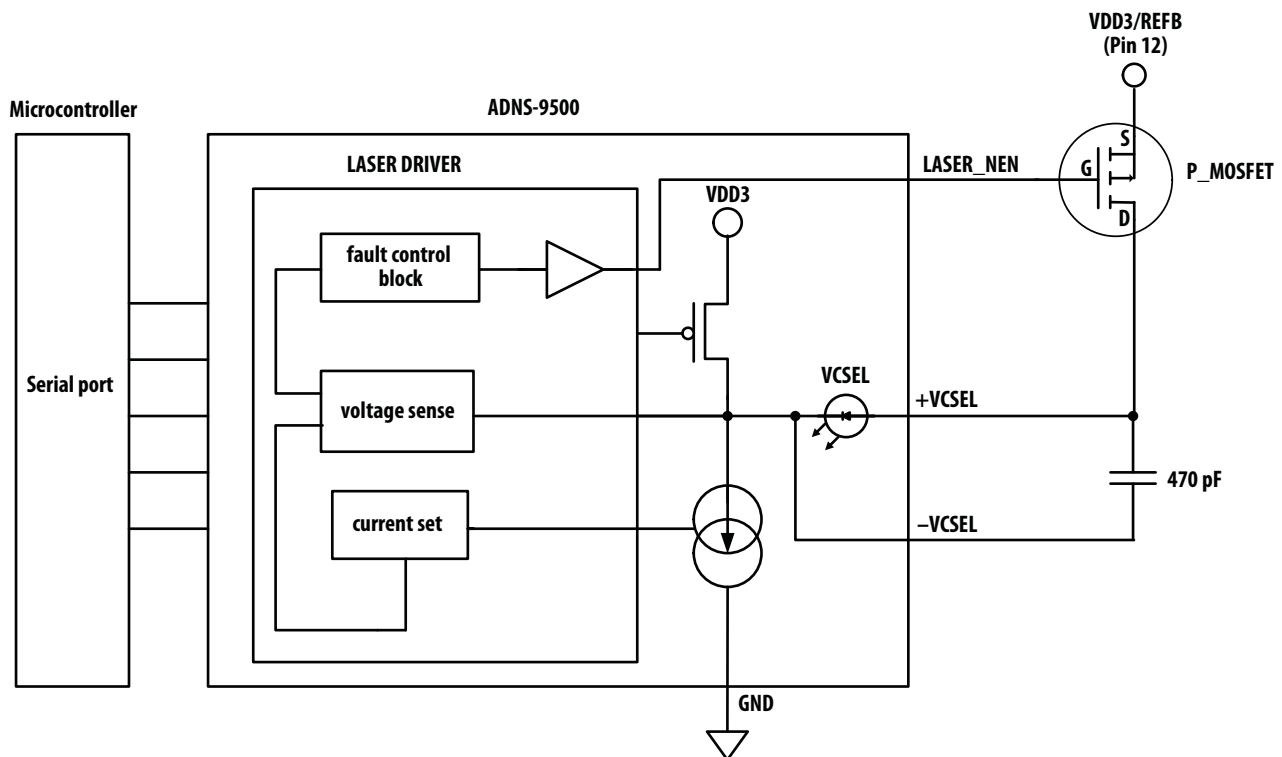 VDD3/REFB
(Pin 12)
Microcontroller
ADNS-9500
LASER DRIVER
LASER_NEN
S
G
D
P_MOSFET
VDD3
fault control
block
Serial port
voltage sense
VCSEL
+VCSEL
470 pF
current set
–VCSEL
GND